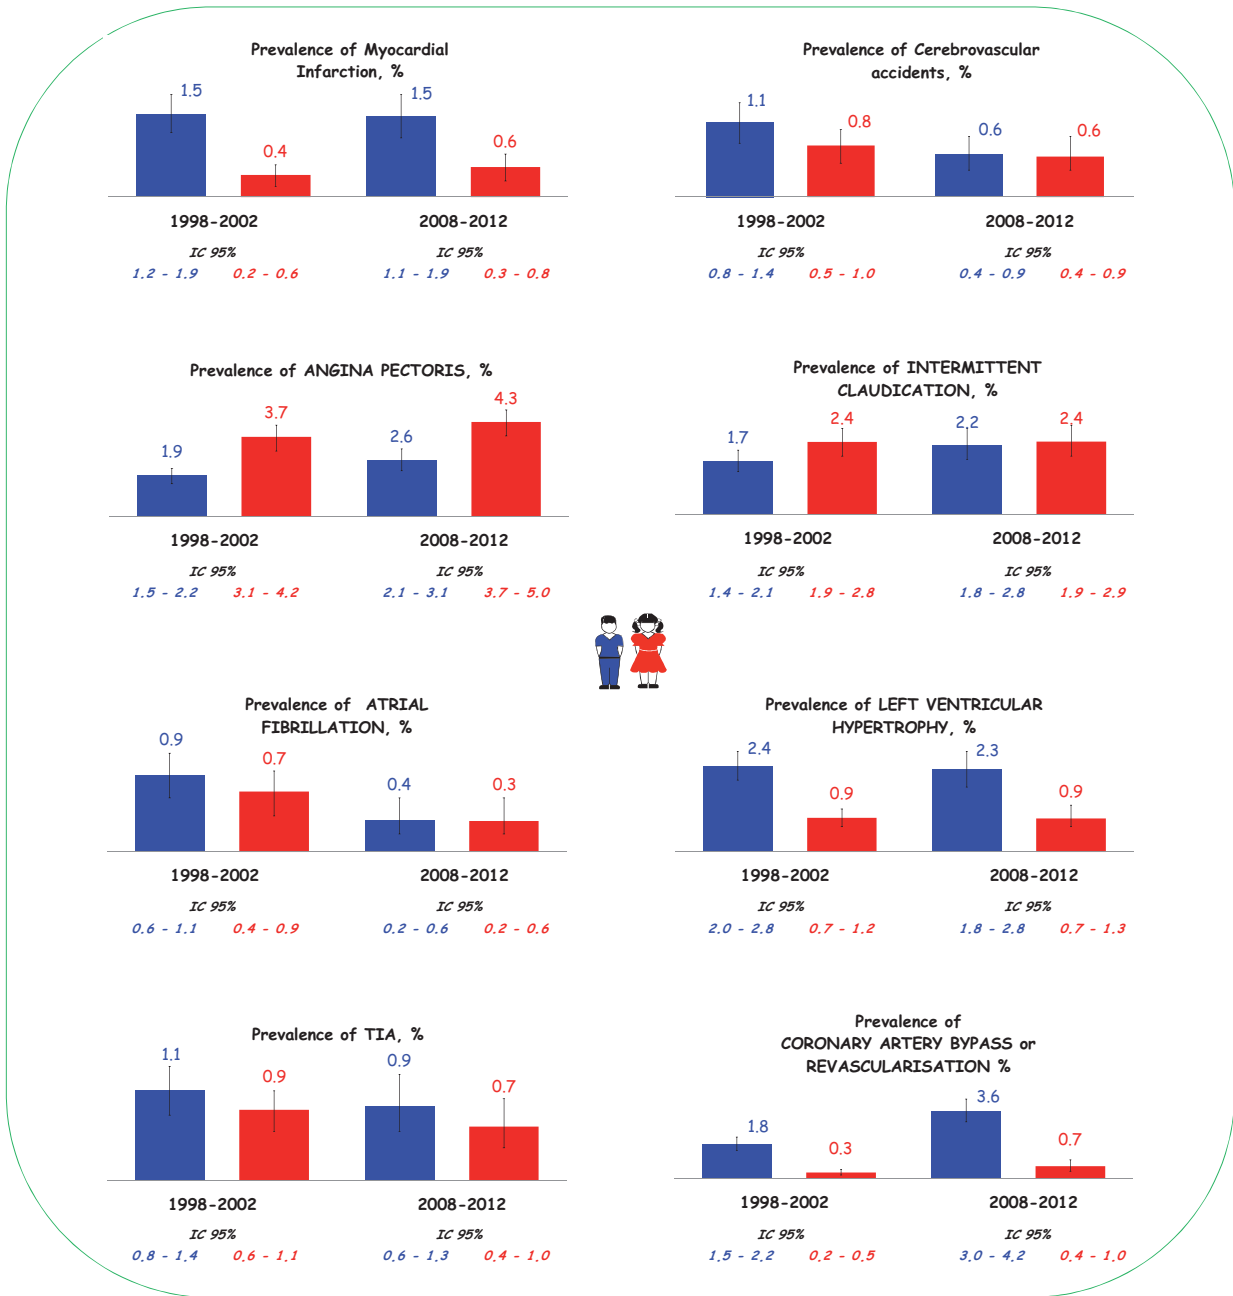 Prevalence of Myocardial
Infarction, %
1.5
0.4
1.5
0.6
1998-2002
2008-2012
IC 95%
IC 95%
1.2 - 1.9
0.2 - 0.6
1.1 - 1.9
0.3 - 0.8
Prevalence of Cerebrovascular
accidents, %
1.1
0.8
0.6
0.6
1998-2002
2008-2012
IC 95%
IC 95%
0.8 - 1.4
0.5 - 1.0
0.4 - 0.9
0.4 - 0.9
Prevalence of ANGINA PECTORIS, %
1.9
3.7
2.6
4.3
1998-2002
2008-2012
IC 95%
IC 95%
1.5 - 2.2
3.1 - 4.2
2.1 - 3.1
3.7 - 5.0
Prevalence of INTERMITTENT
CLAUDICATION, %
1.7
2.4
2.2
2.4
1998-2002
2008-2012
IC 95%
IC 95%
1.4 - 2.1
1.9 - 2.8
1.8 - 2.8
1.9 - 2.9
Prevalence of ATRIAL
FIBRILLATION, %
0.9
0.7
0.4
0.3
1998-2002
2008-2012
IC 95%
IC 95%
0.6 - 1.1
0.4 - 0.9
0.2 - 0.6
0.2 - 0.6
Prevalence of LEFT VENTRICULAR
HYPERTROPHY, %
2.4
0.9
2.3
0.9
1998-2002
2008-2012
IC 95%
IC 95%
2.0 - 2.8
0.7 - 1.2
1.8 - 2.8
0.7 - 1.3
Prevalence of TIA, %
1.1
0.9
0.9
0.7
1998-2002
2008-2012
IC 95%
IC 95%
0.8 - 1.4
0.6 - 1.1
0.6 - 1.3
0.4 - 1.0
Prevalence of
CORONARY ARTERY BYPASS or
REVASCULARISATION %
1.8
0.3
3.6
0.7
1998-2002
2008-2012
IC 95%
IC 95%
1.5 - 2.2
0.2 - 0.5
3.0 - 4.2
0.4 - 1.0